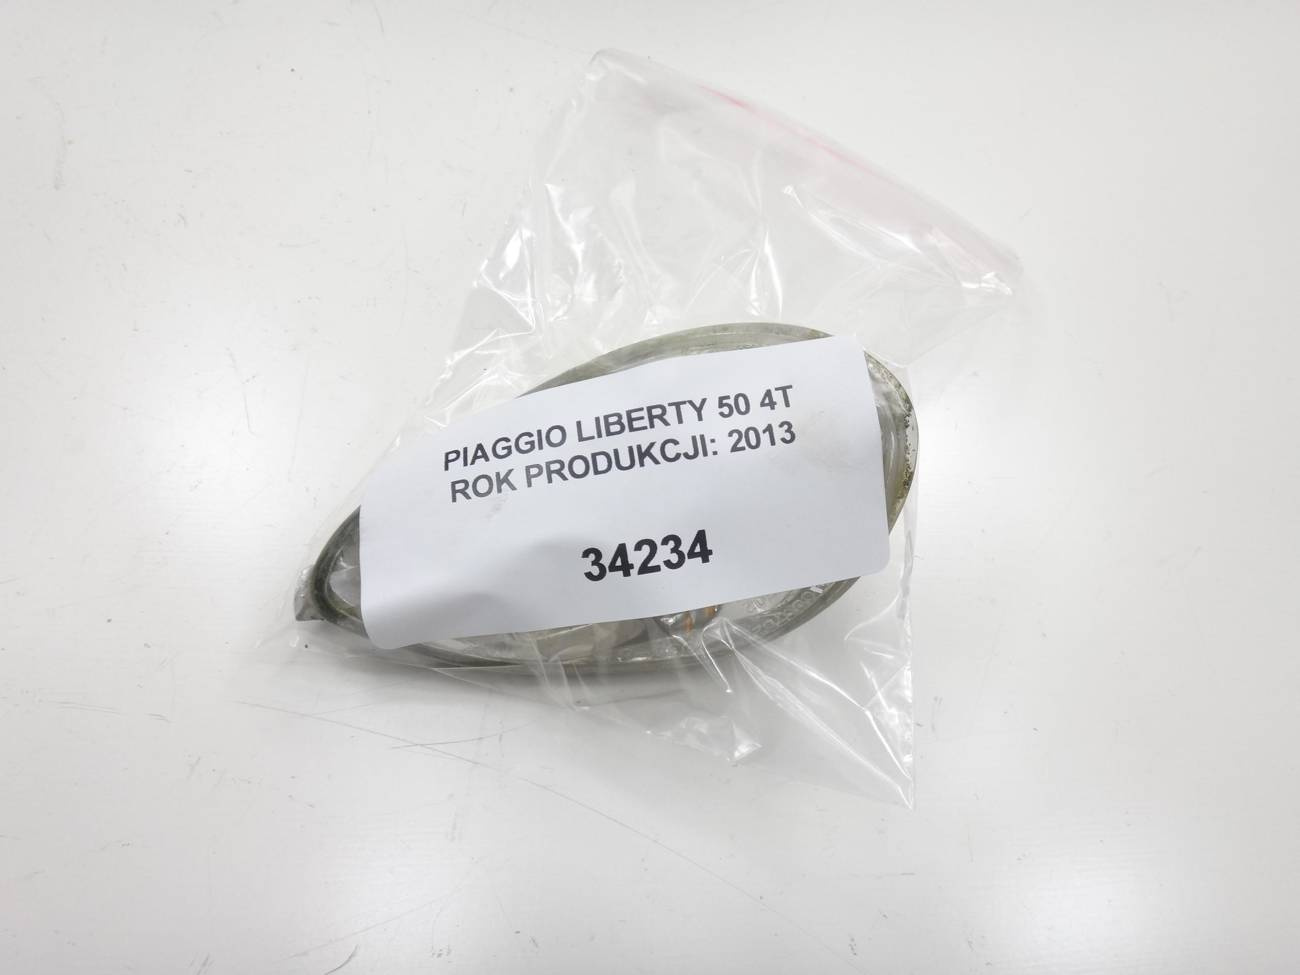 PIAGGIO LIBERTY 50 4T
ROK PRODUKCJI: 2013
34234